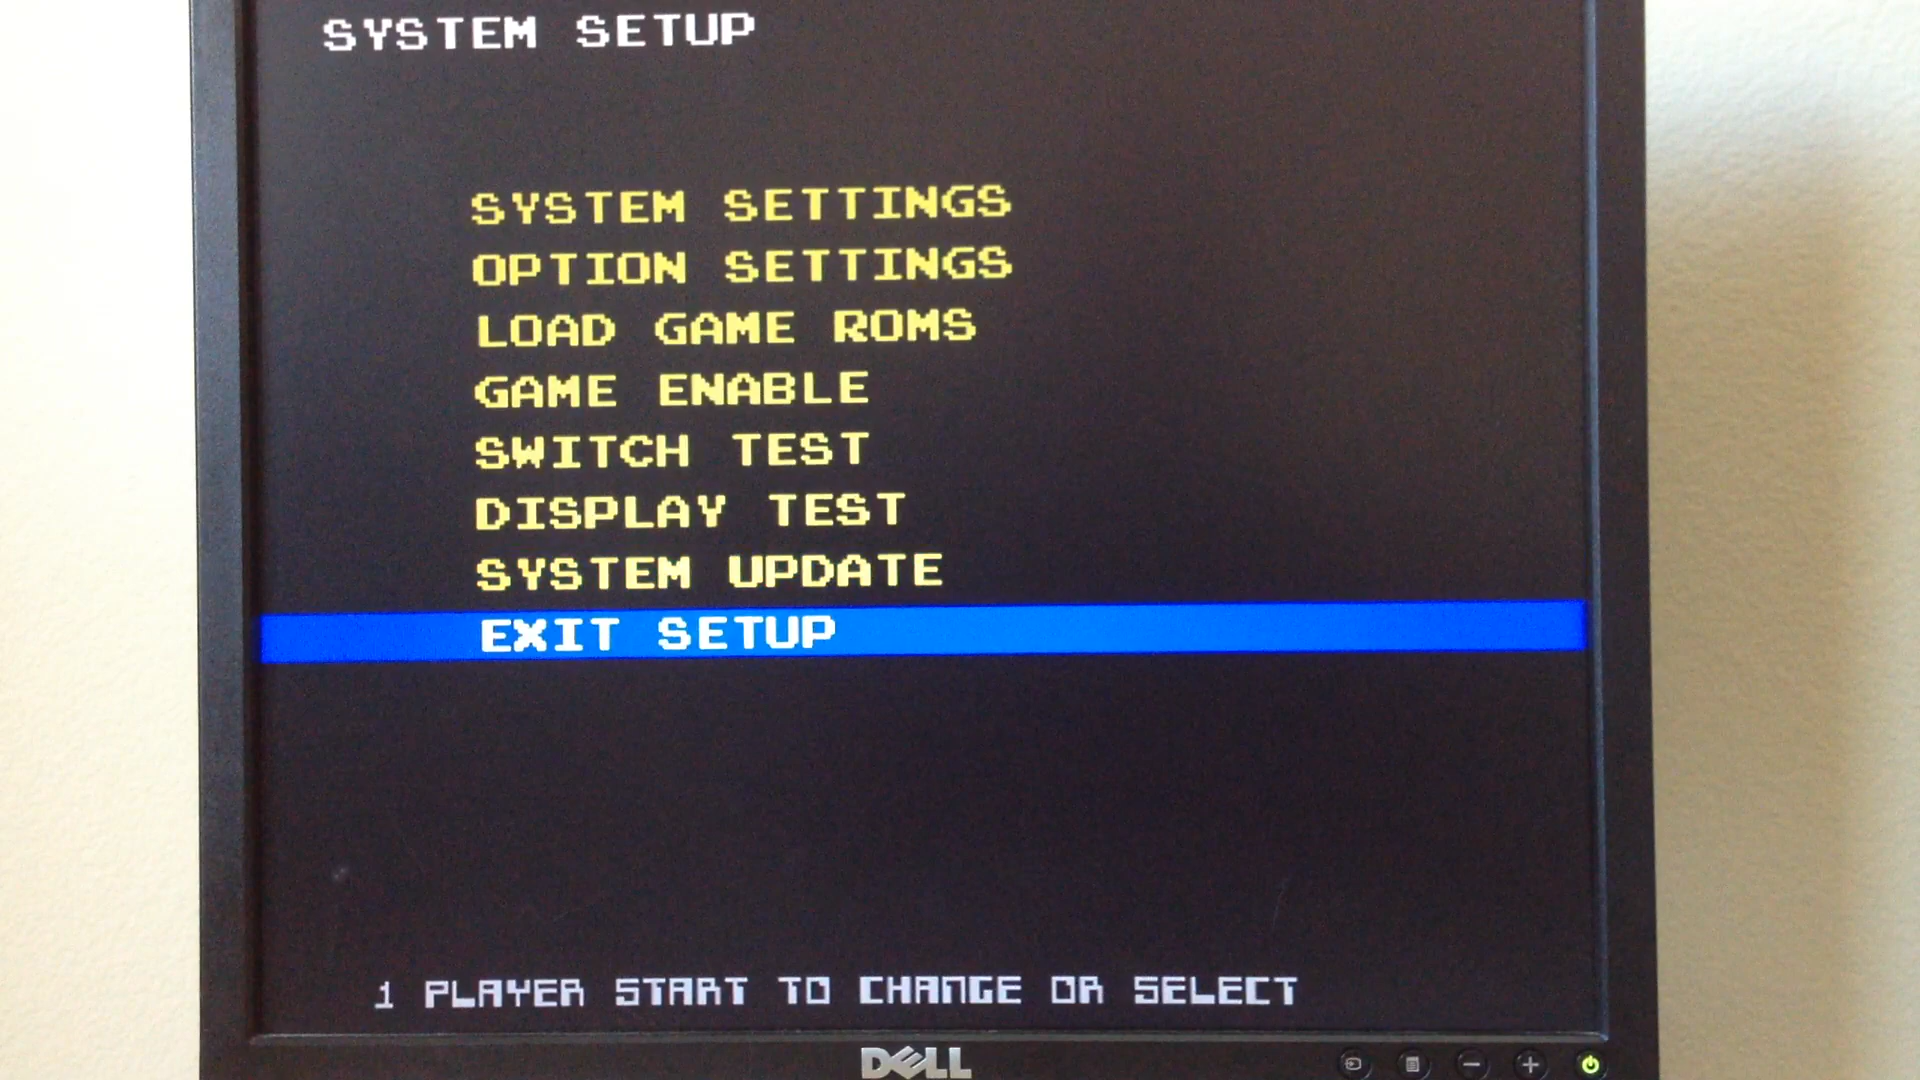 SYSTEM SETUP
SYSTEM SETTINGS
OPTION SETTINGS
LOAD GAME ROMS
GAME ENABLE
SWITCH TEST
DISPLAY TEST
SYSTEM UPDATE
EXIT SETUP
1 PLAYER START TO CHANGE OR SELECT
DELL